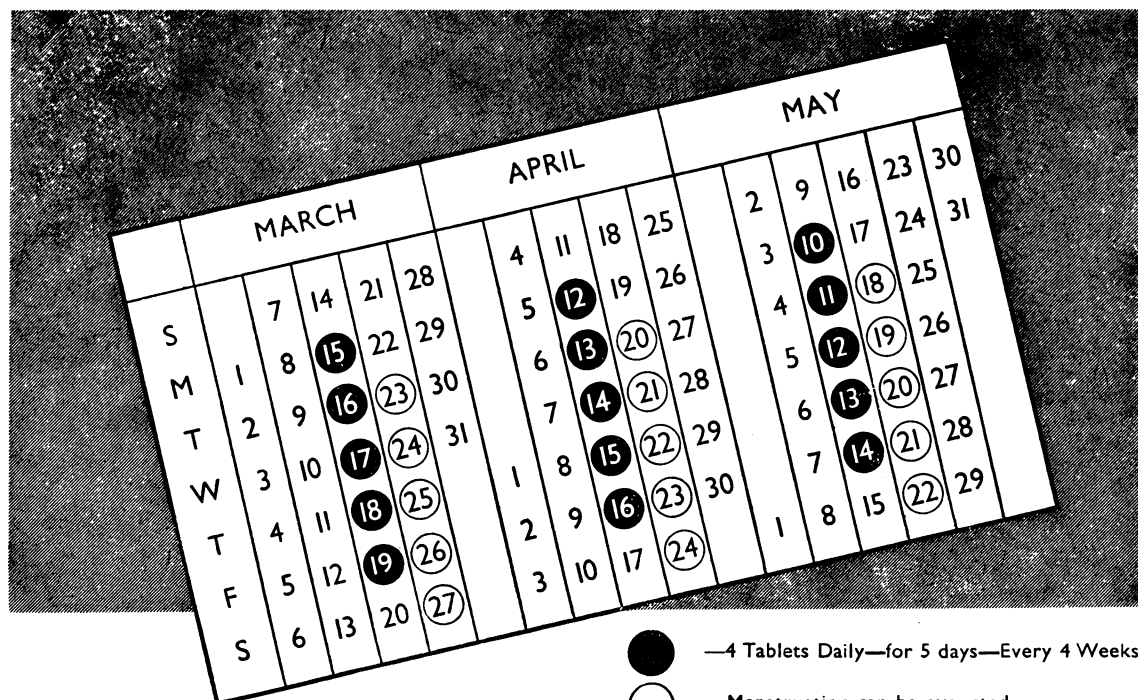 MARCH APRIL MAY
S 7 14 21 28 4 11 18 25 2 9 16 23 30
M 1 8 15 22 29 5 12 19 26 3 10 17 24 31
T 2 9 16 23 30 6 13 20 27 4 11 18 25
W 3 10 17 24 31 7 14 21 28 5 12 19 26
T 4 11 18 25 1 8 15 22 29 6 13 20 27
F 5 12 19 26 2 9 16 23 30 7 14 21 28
S 6 13 20 27 3 10 17 24 1 8 15 22 29
—4 Tablets Daily—for 5 days—Every 4 Weeks
Menstruation can be expected